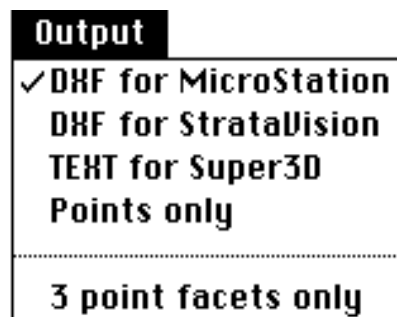 Output
✓DXF for MicroStation
DXF for StrataVision
TEXT for Super3D
Points only
3 point facets only